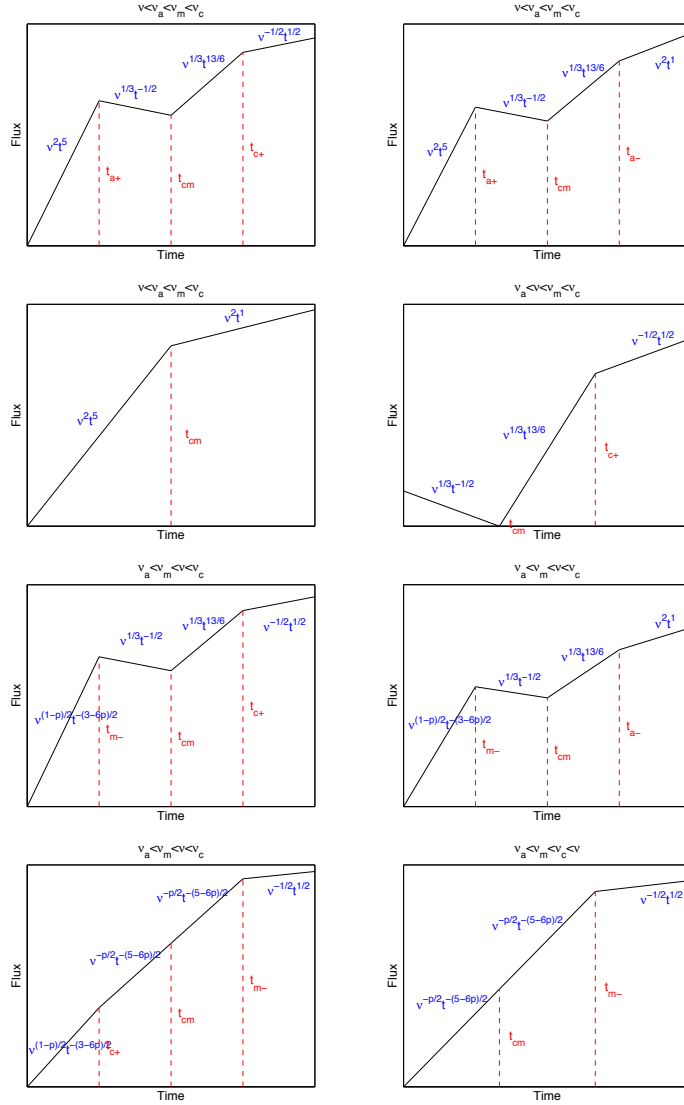 ν<ν_a<ν_m<ν_c
Flux
ν^2t^5
ν^{1/3}t^{-1/2}
ν^{1/3}t^{13/6}
ν^{-1/2}t^{1/2}
t_{a+}
t_{cm}
t_{c+}
Time
ν<ν_a<ν_m<ν_c
Flux
ν^2t^5
ν^{1/3}t^{-1/2}
ν^{1/3}t^{13/6}
ν^2t^1
t_{a+}
t_{cm}
t_{a-}
Time
ν<ν_a<ν_m<ν_c
Flux
ν^2t^5
ν^2t^1
t_{cm}
Time
ν_a<ν<ν_m<ν_c
Flux
ν^{1/3}t^{-1/2}
ν^{1/3}t^{13/6}
ν^{-1/2}t^{1/2}
t_{cm}
t_{c+}
Time
ν_a<ν_m<ν<ν_c
Flux
ν^{(1-p)/2}t^{-(3-6p)/2}
ν^{1/3}t^{-1/2}
ν^{1/3}t^{13/6}
ν^{-1/2}t^{1/2}
t_{m-}
t_{cm}
t_{c+}
Time
ν_a<ν_m<ν<ν_c
Flux
ν^{(1-p)/2}t^{-(3-6p)/2}
ν^{1/3}t^{-1/2}
ν^{1/3}t^{13/6}
ν^2t^1
t_{m-}
t_{cm}
t_{a-}
Time
ν_a<ν_m<ν<ν_c
Flux
ν^{(1-p)/2}t^{-(3-6p)/2}
ν^{-p/2}t^{-(5-6p)/2}
ν^{-p/2}t^{-(5-6p)/2}
ν^{-1/2}t^{1/2}
t_{c+}
t_{cm}
t_{m-}
Time
ν_a<ν_m<ν_c<ν
Flux
ν^{-p/2}t^{-(5-6p)/2}
ν^{-p/2}t^{-(5-6p)/2}
ν^{-1/2}t^{1/2}
t_{cm}
t_{m-}
Time